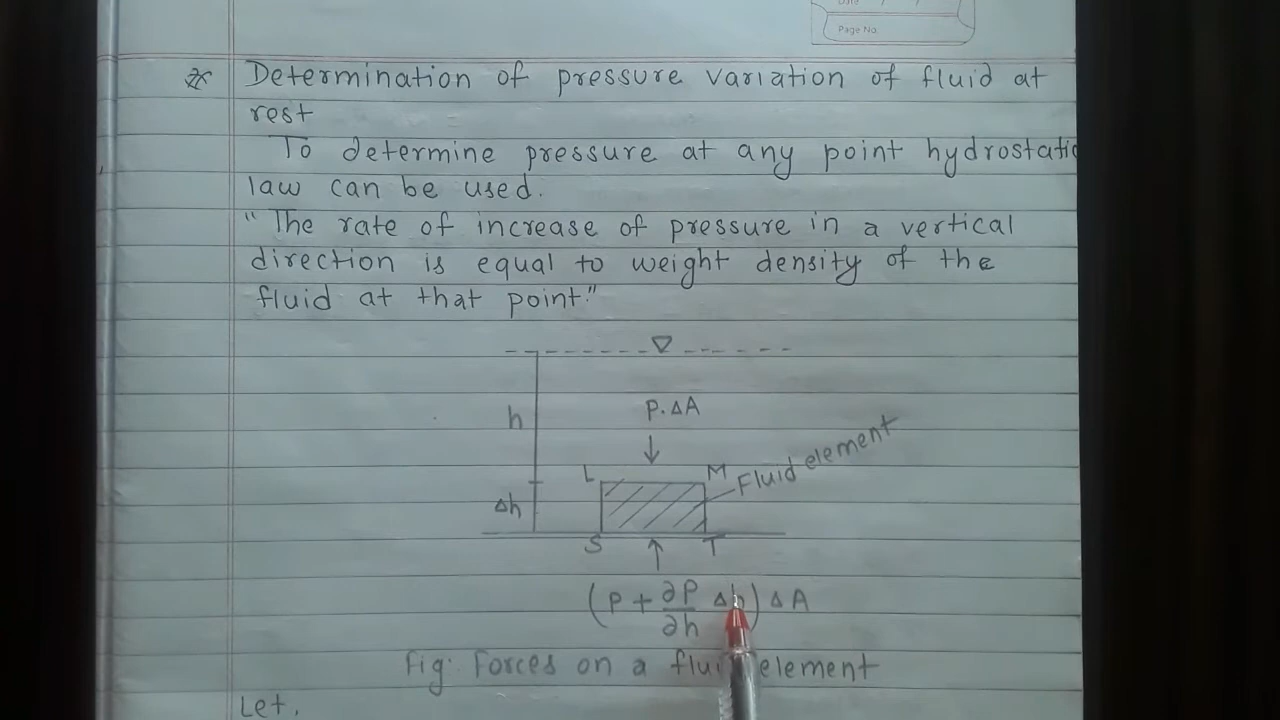 Page No.
Determination of pressure variation of fluid at
rest
To determine pressure at any point hydrostatic
law can be used.
"The rate of increase of pressure in a vertical
direction is equal to weight density of the
fluid at that point."
h
P.ΔA
L
M
Fluid element
Δh
S
T
(P + ∂P/∂h Δh) ΔA
Fig: Forces on a fluid element
Let,